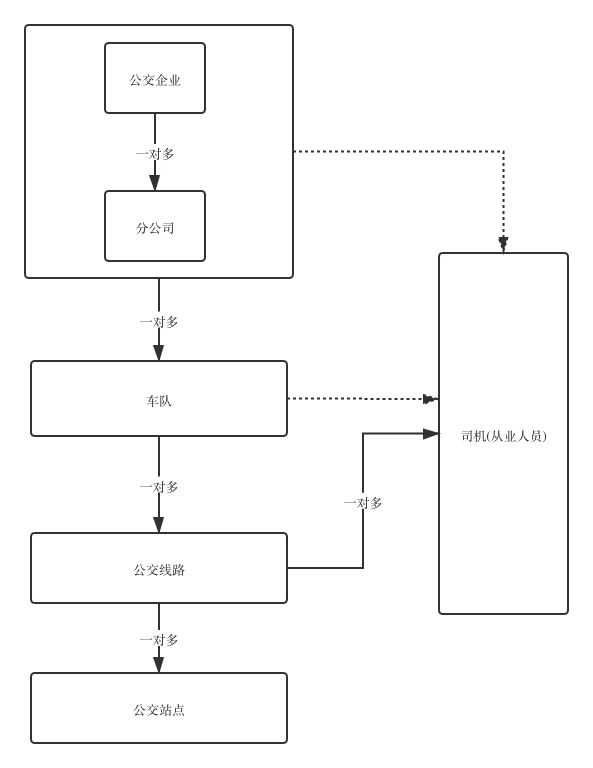 公交企业
一对多
分公司
一对多
车队
一对多
司机(从业人员)
一对多
公交线路
一对多
公交站点